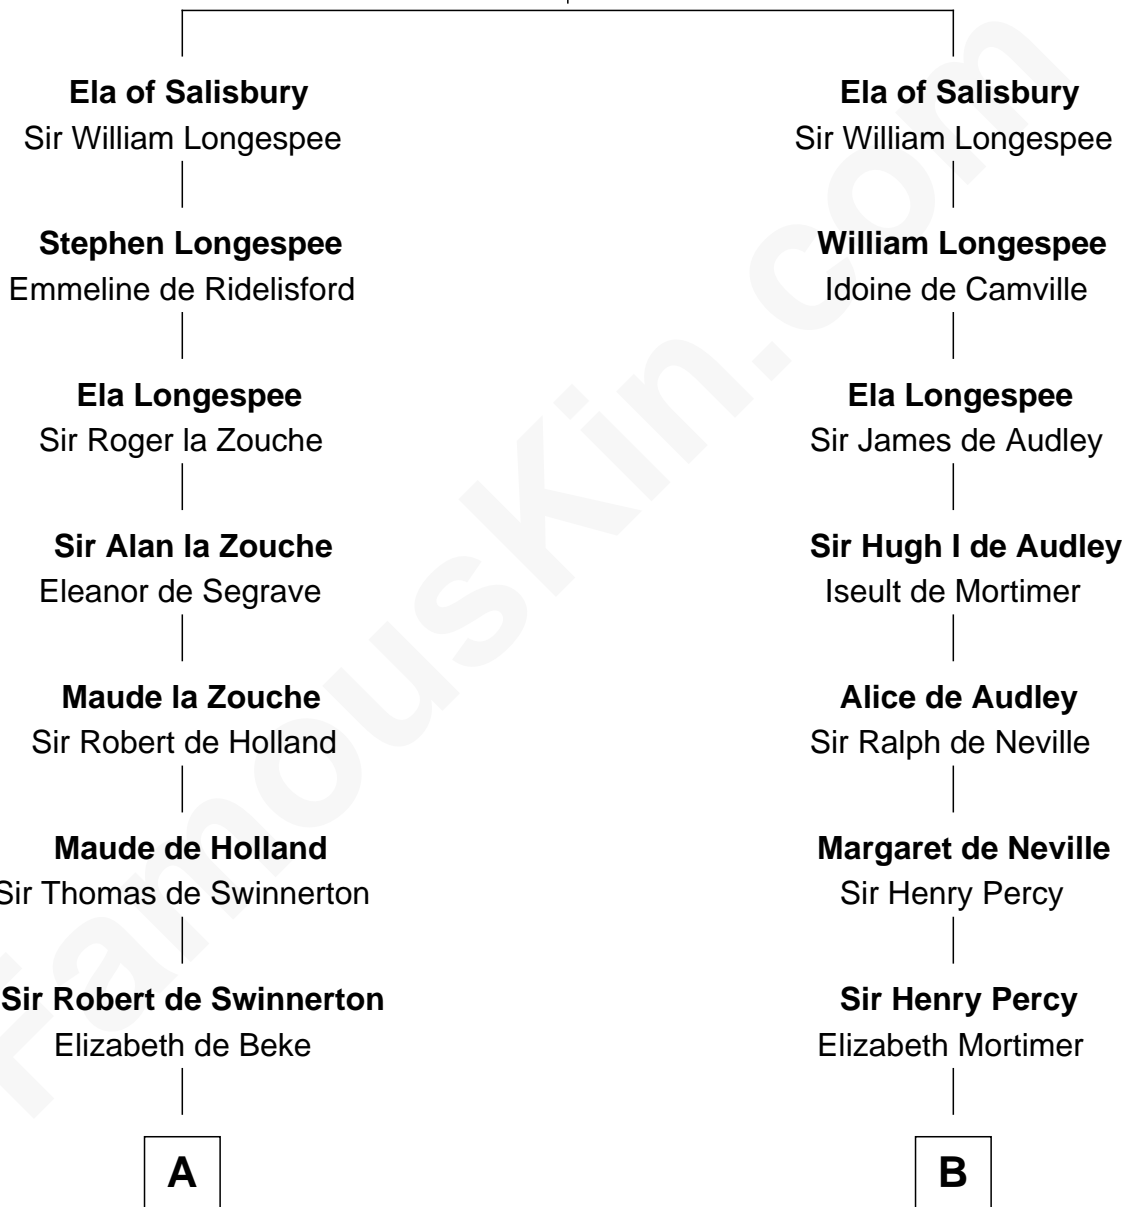 Ela of Salisbury
Sir William Longespee
Stephen Longespee
Emmeline de Ridelisford
Ela Longespee
Sir Roger la Zouche
Sir Alan la Zouche
Eleanor de Segrave
Maude la Zouche
Sir Robert de Holland
Maude de Holland
Sir Thomas de Swinnerton
Sir Robert de Swinnerton
Elizabeth de Beke
A
Ela of Salisbury
Sir William Longespee
William Longespee
Idoine de Camville
Ela Longespee
Sir James de Audley
Sir Hugh I de Audley
Iseult de Mortimer
Alice de Audley
Sir Ralph de Neville
Margaret de Neville
Sir Henry Percy
Sir Henry Percy
Elizabeth Mortimer
B
FamousKin.com